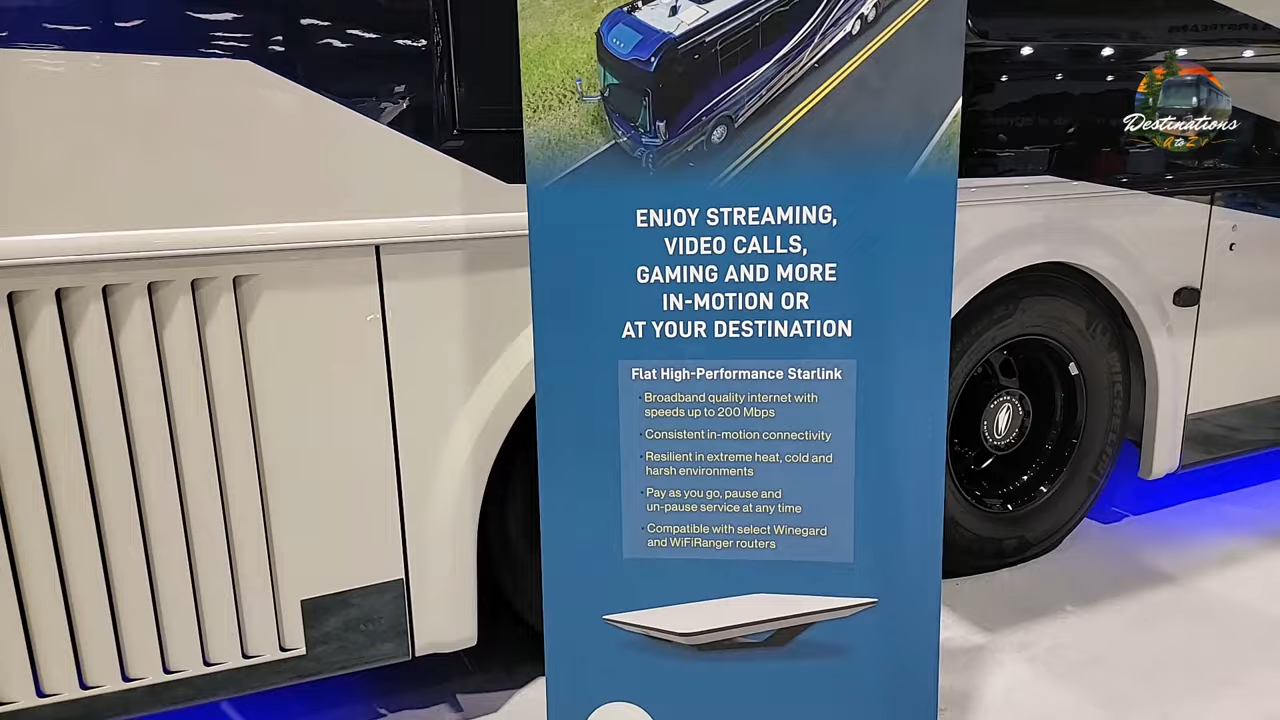 Destinations
A to Z
ENJOY STREAMING,
VIDEO CALLS,
GAMING AND MORE
IN-MOTION OR
AT YOUR DESTINATION
Flat High-Performance Starlink
· Broadband quality internet with
speeds up to 200 Mbps
· Consistent in-motion connectivity
· Resilient in extreme heat, cold and
harsh environments
· Pay as you go, pause and
un-pause service at any time
· Compatible with select Winegard
and WiFiRanger routers
MICHELIN